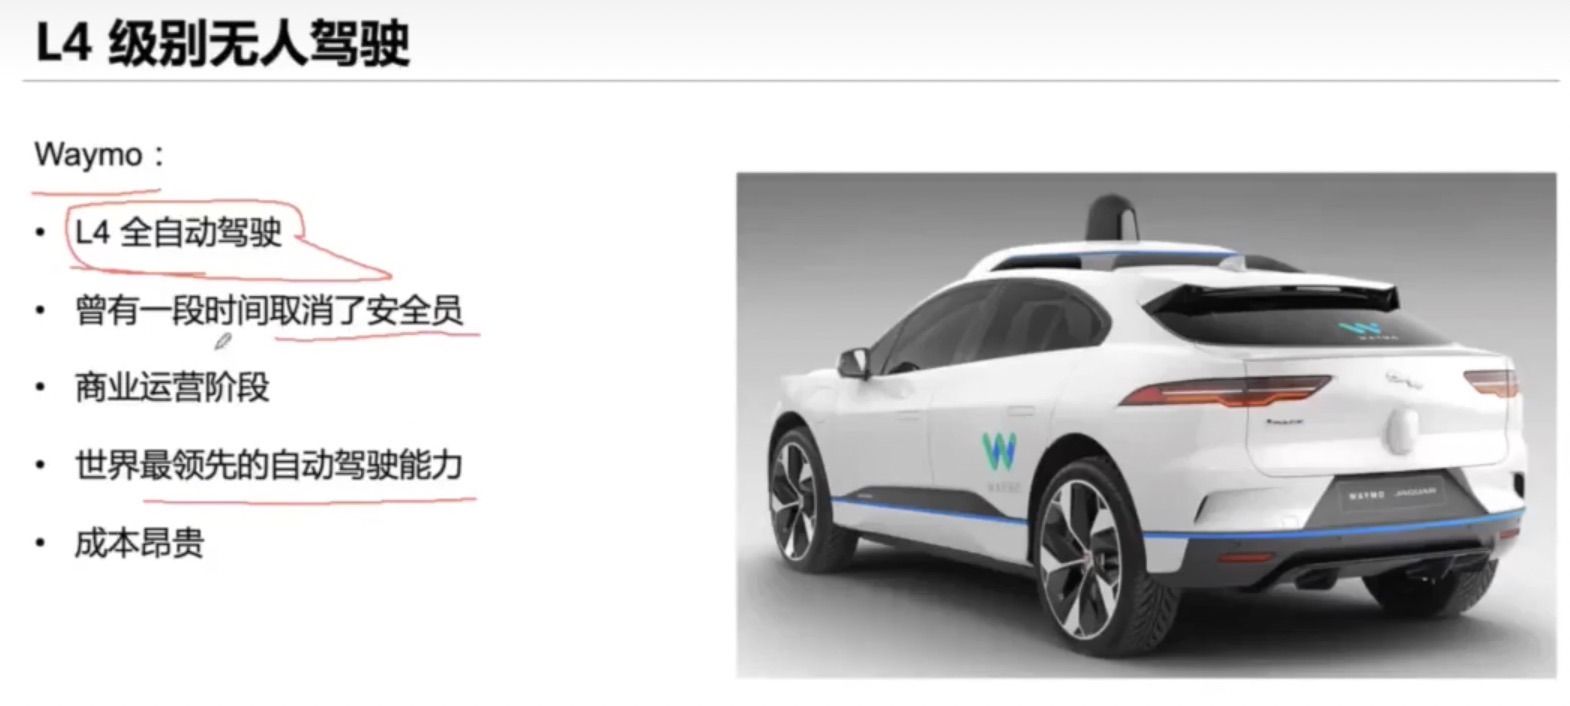 L4 级别无人驾驶
Waymo：
• L4 全自动驾驶
• 曾有一段时间取消了安全员
• 商业运营阶段
• 世界最领先的自动驾驶能力
• 成本昂贵
WAYMO
WAYMO
WAYMO JAGUAR